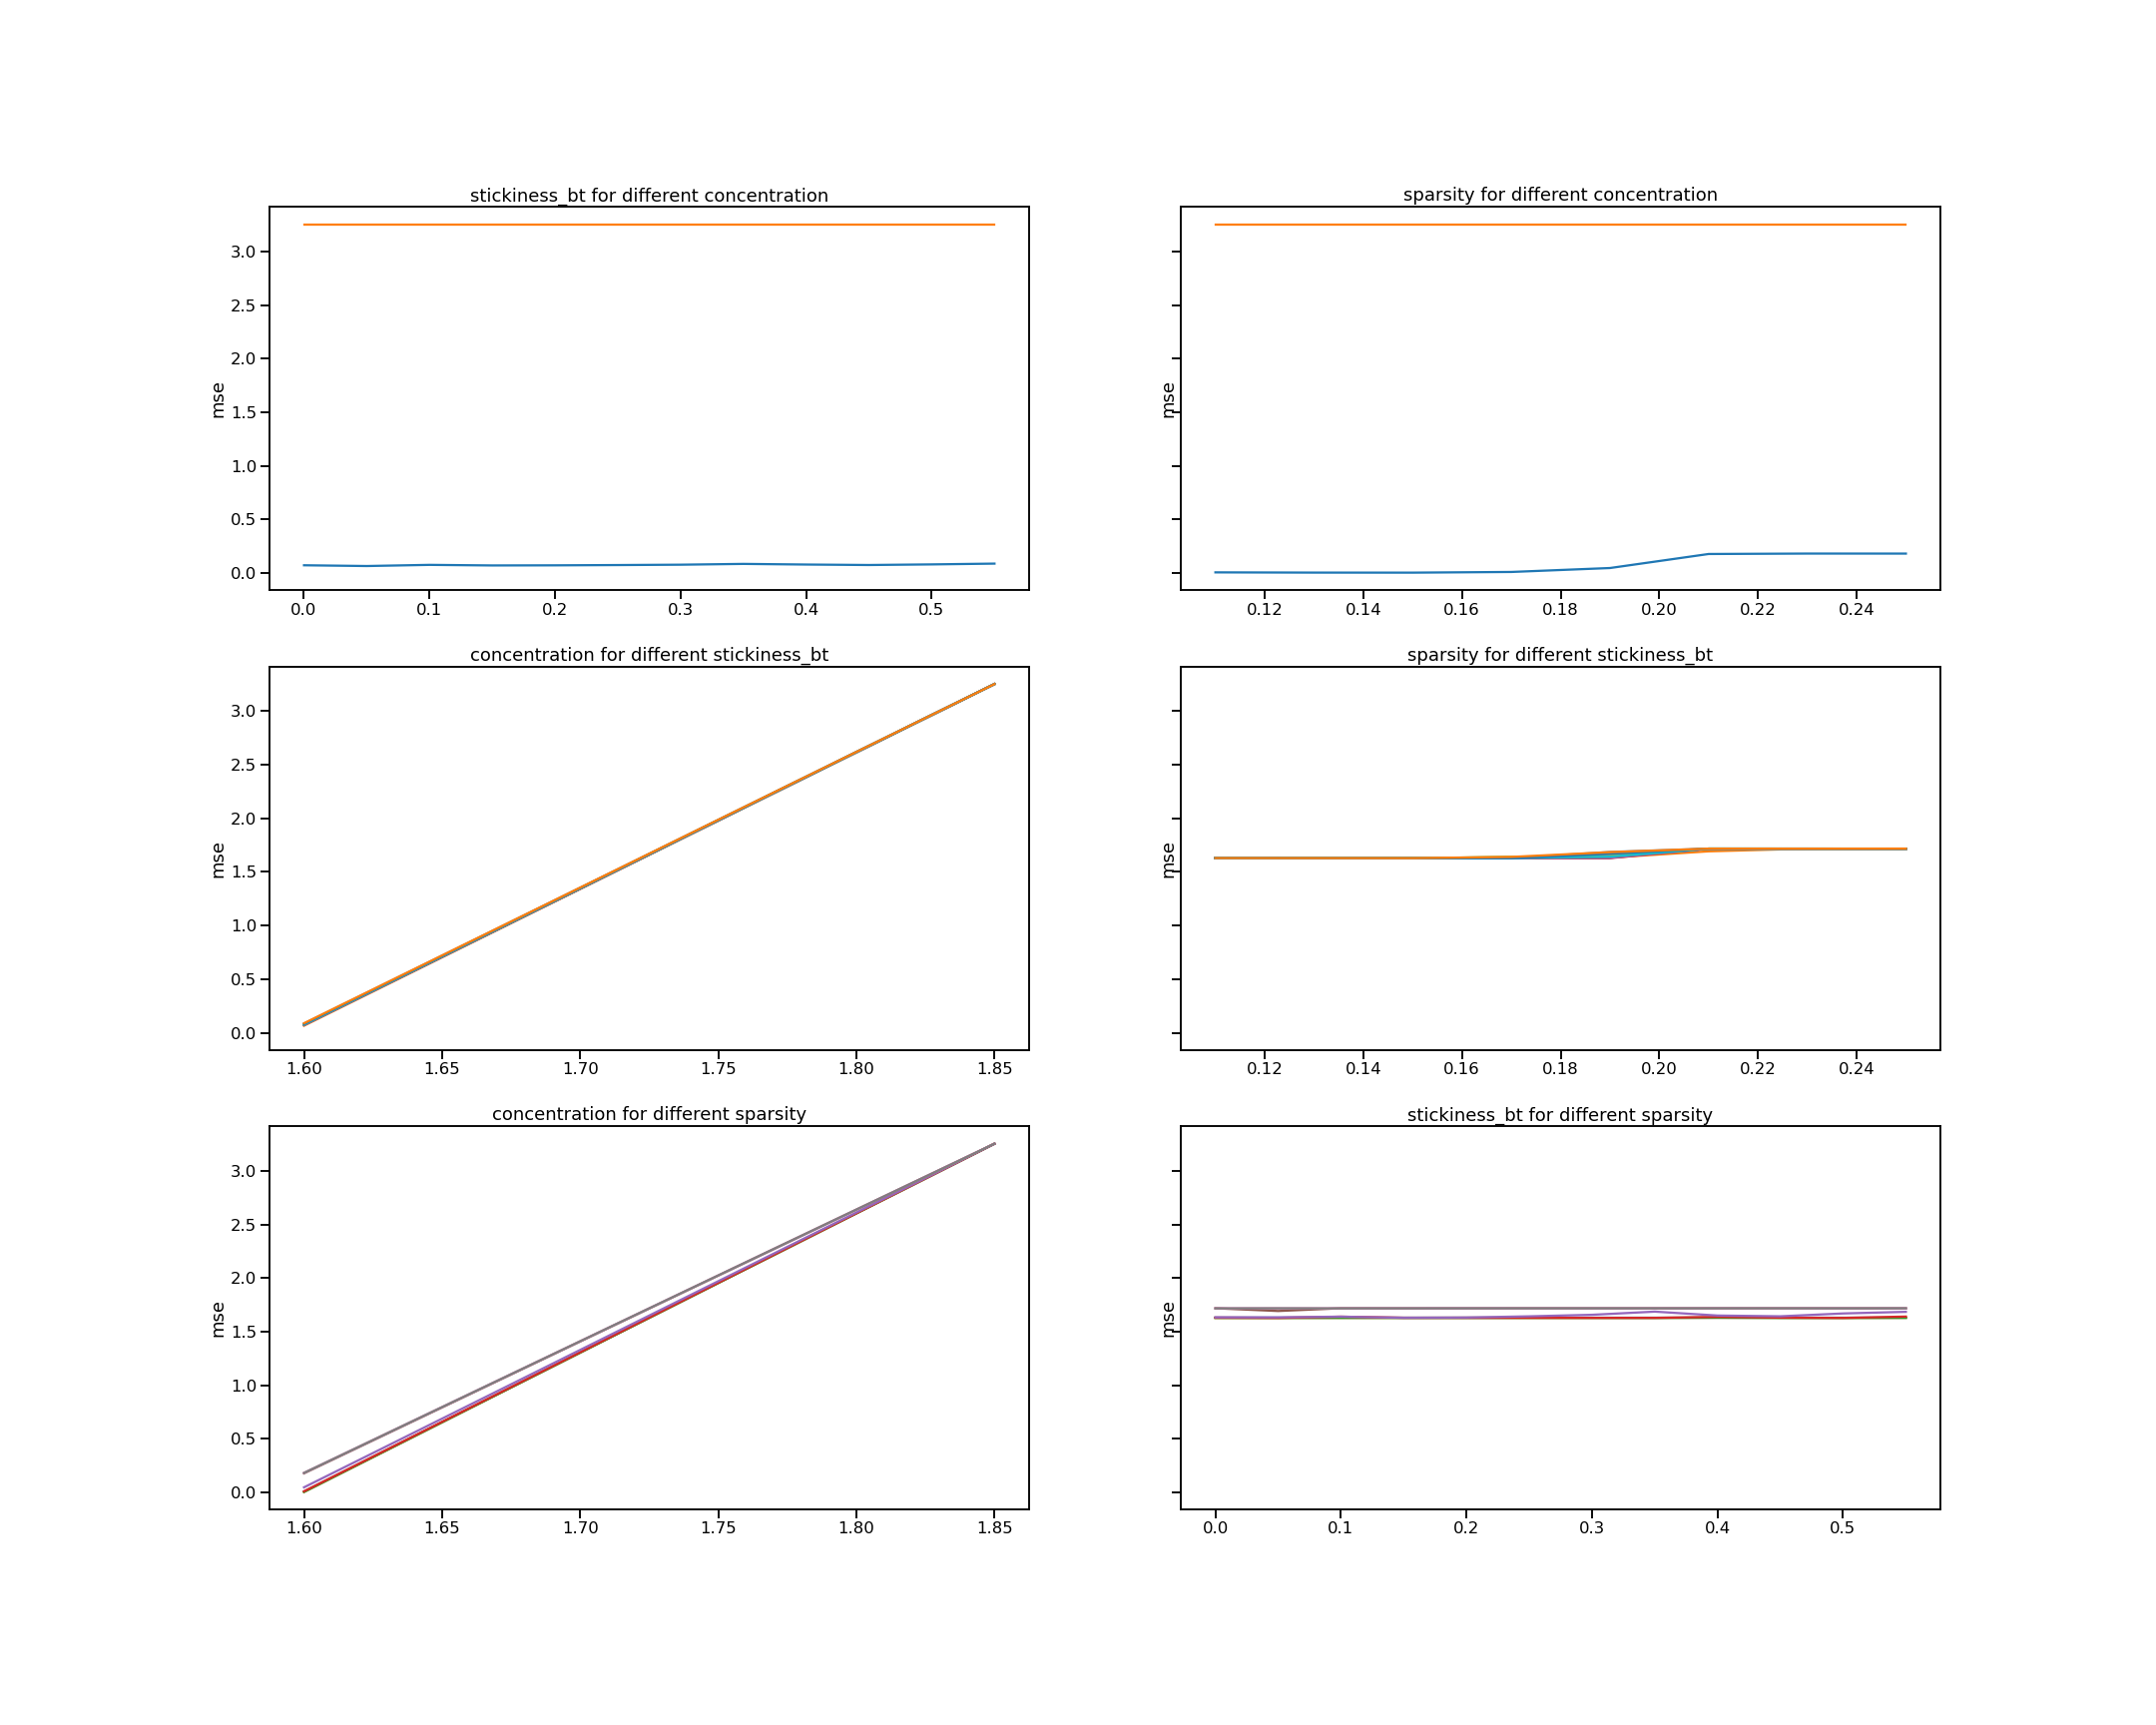 stickiness_bt for different concentration
sparsity for different concentration
3.0
2.5
2.0
1.5
1.0
0.5
0.0
mse
mse
0.0 0.1 0.2 0.3 0.4 0.5
0.12 0.14 0.16 0.18 0.20 0.22 0.24
concentration for different stickiness_bt
sparsity for different stickiness_bt
3.0
2.5
2.0
1.5
1.0
0.5
0.0
mse
mse
1.60 1.65 1.70 1.75 1.80 1.85
0.12 0.14 0.16 0.18 0.20 0.22 0.24
concentration for different sparsity
stickiness_bt for different sparsity
3.0
2.5
2.0
1.5
1.0
0.5
0.0
mse
mse
1.60 1.65 1.70 1.75 1.80 1.85
0.0 0.1 0.2 0.3 0.4 0.5